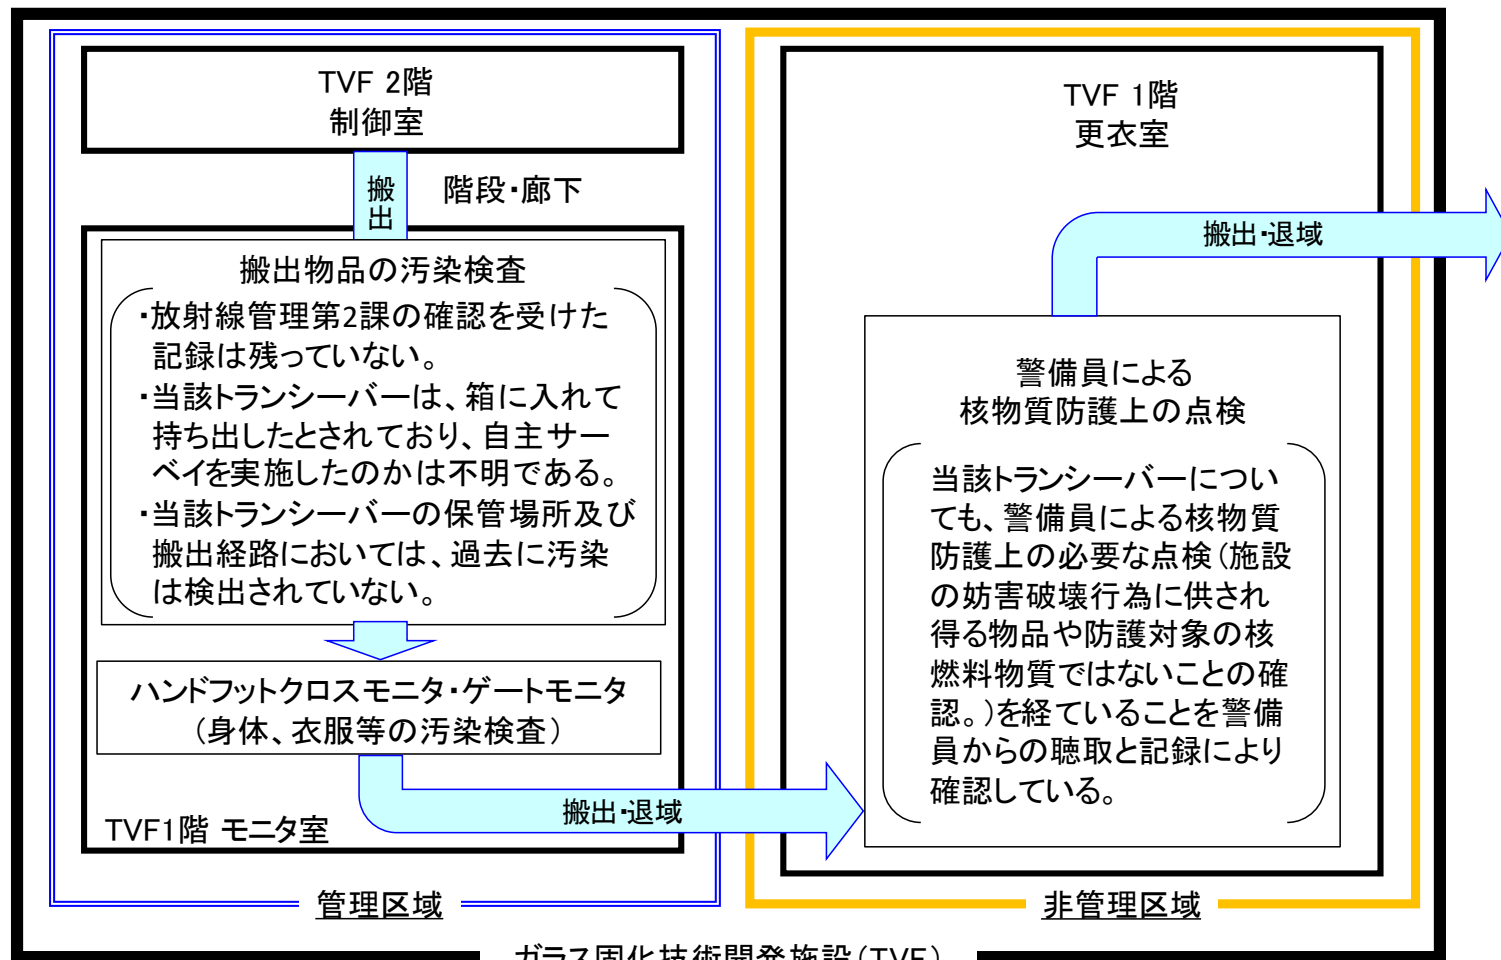 TVF 2階
制御室
搬出
階段・廊下
搬出物品の汚染検査
・放射線管理第2課の確認を受けた
記録は残っていない。
・当該トランシーバーは、箱に入れて
持ち出したとされており、自主サー
ベイを実施したのかは不明である。
・当該トランシーバーの保管場所及び
搬出経路においては、過去に汚染
は検出されていない。
ハンドフットクロスモニタ・ゲートモニタ
（身体、衣服等の汚染検査）
TVF1階 モニタ室
搬出・退域
管理区域
TVF 1階
更衣室
搬出・退域
警備員による
核物質防護上の点検
当該トランシーバーについ
ても、警備員による核物質
防護上の必要な点検（施設
の妨害破壊行為に供され
得る物品や防護対象の核
燃料物質ではないことの確
認。）を経ていることを警備
員からの聴取と記録により
確認している。
非管理区域
ガラス固化技術開発施設（TVF）